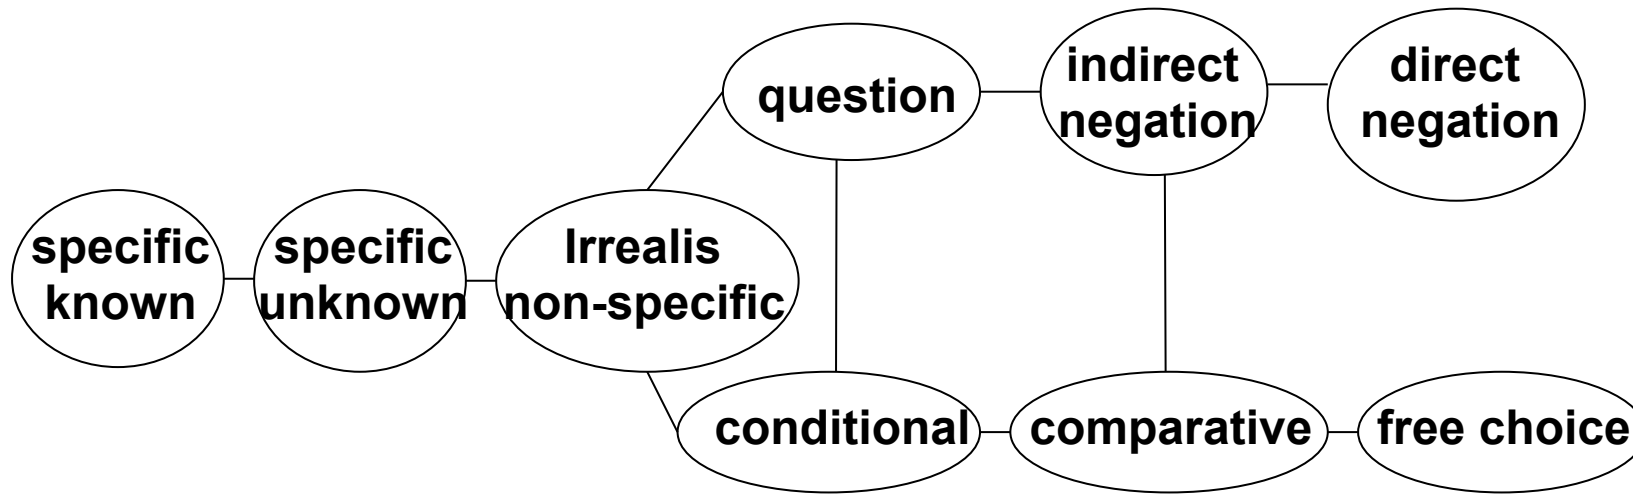 question
indirect
negation
direct
negation
specific
known
specific
unknown
Irrealis
non-specific
conditional
comparative
free choice